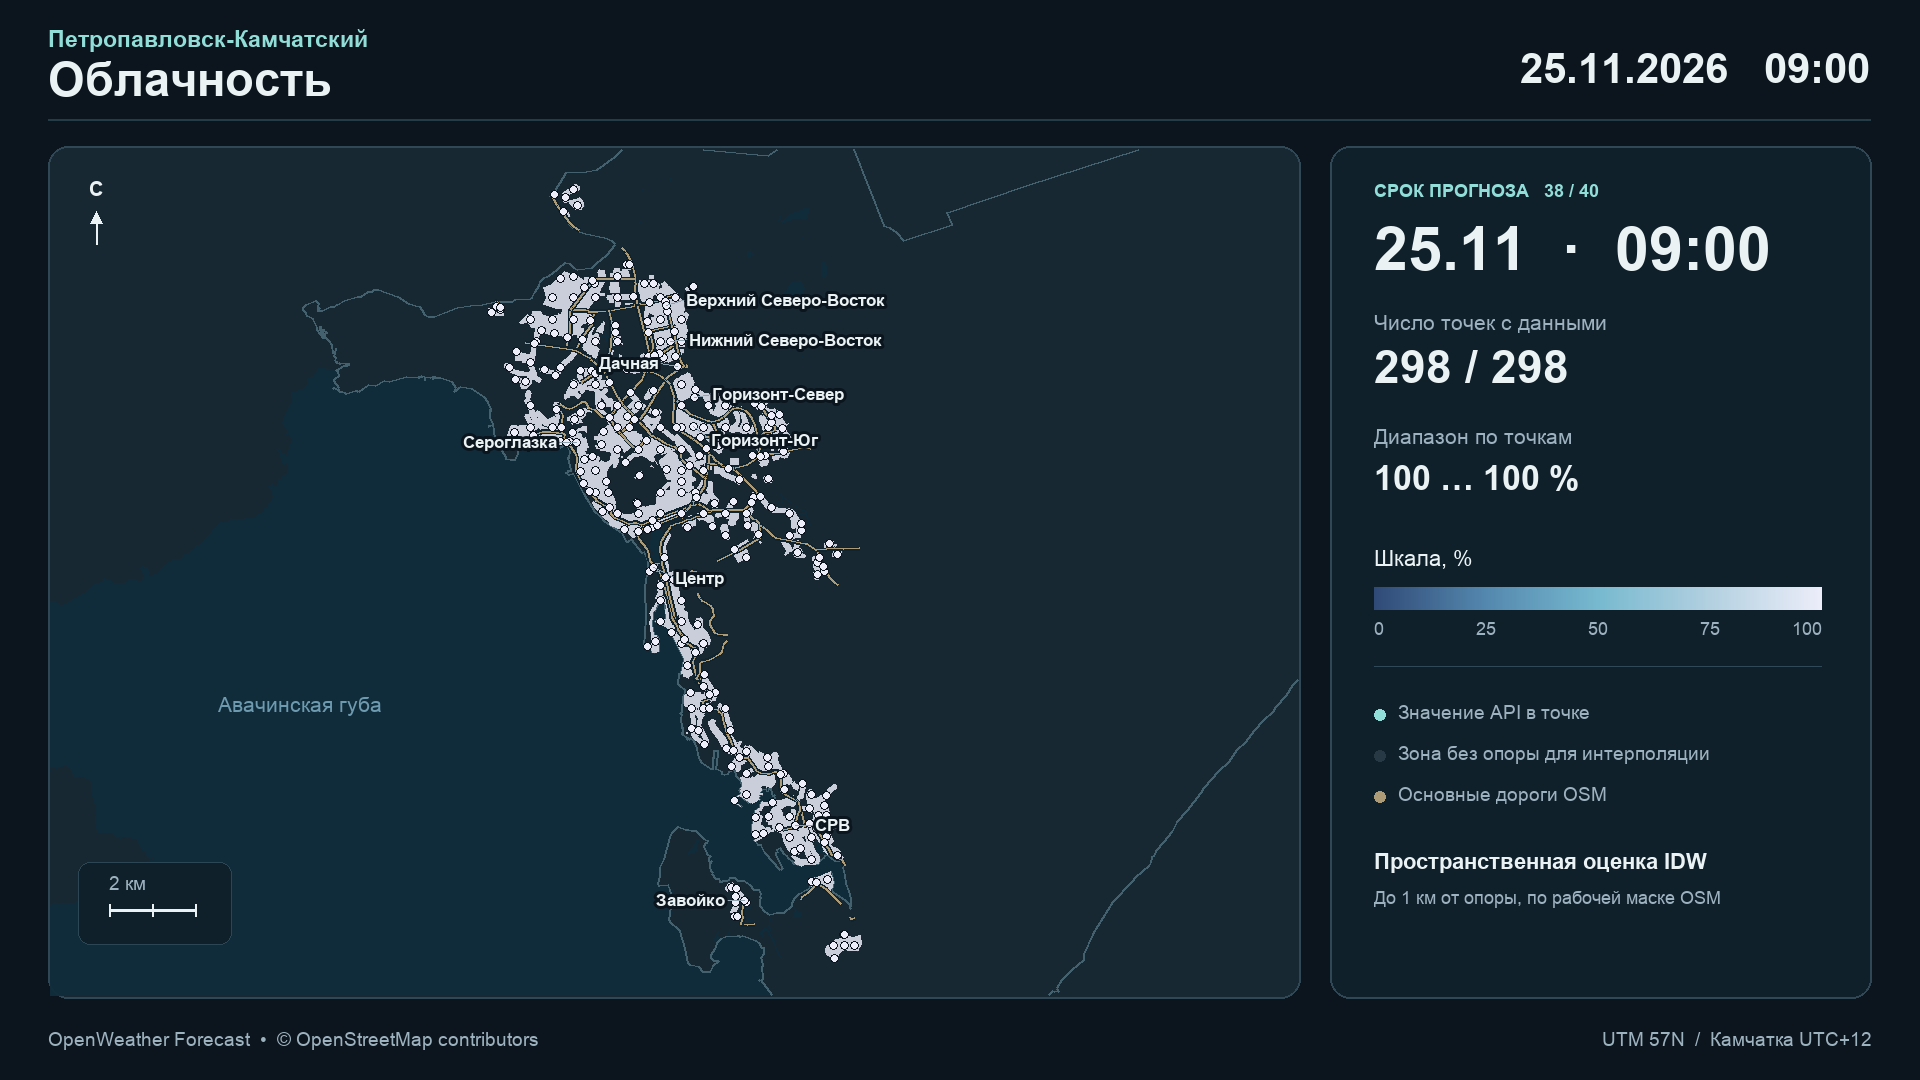 Петропавловск-Камчатский
Облачность
25.11.2026 09:00
С
Верхний Северо-Восток
Нижний Северо-Восток
Дачная
Горизонт-Север
Горизонт-Юг
Сероглазка
Центр
Авачинская губа
СРВ
Завойко
2 км
СРОК ПРОГНОЗА 38 / 40
25.11 · 09:00
Число точек с данными
298 / 298
Диапазон по точкам
100 … 100 %
Шкала, %
0 25 50 75 100
Значение API в точке
Зона без опоры для интерполяции
Основные дороги OSM
Пространственная оценка IDW
До 1 км от опоры, по рабочей маске OSM
OpenWeather Forecast • © OpenStreetMap contributors
UTM 57N / Камчатка UTC+12